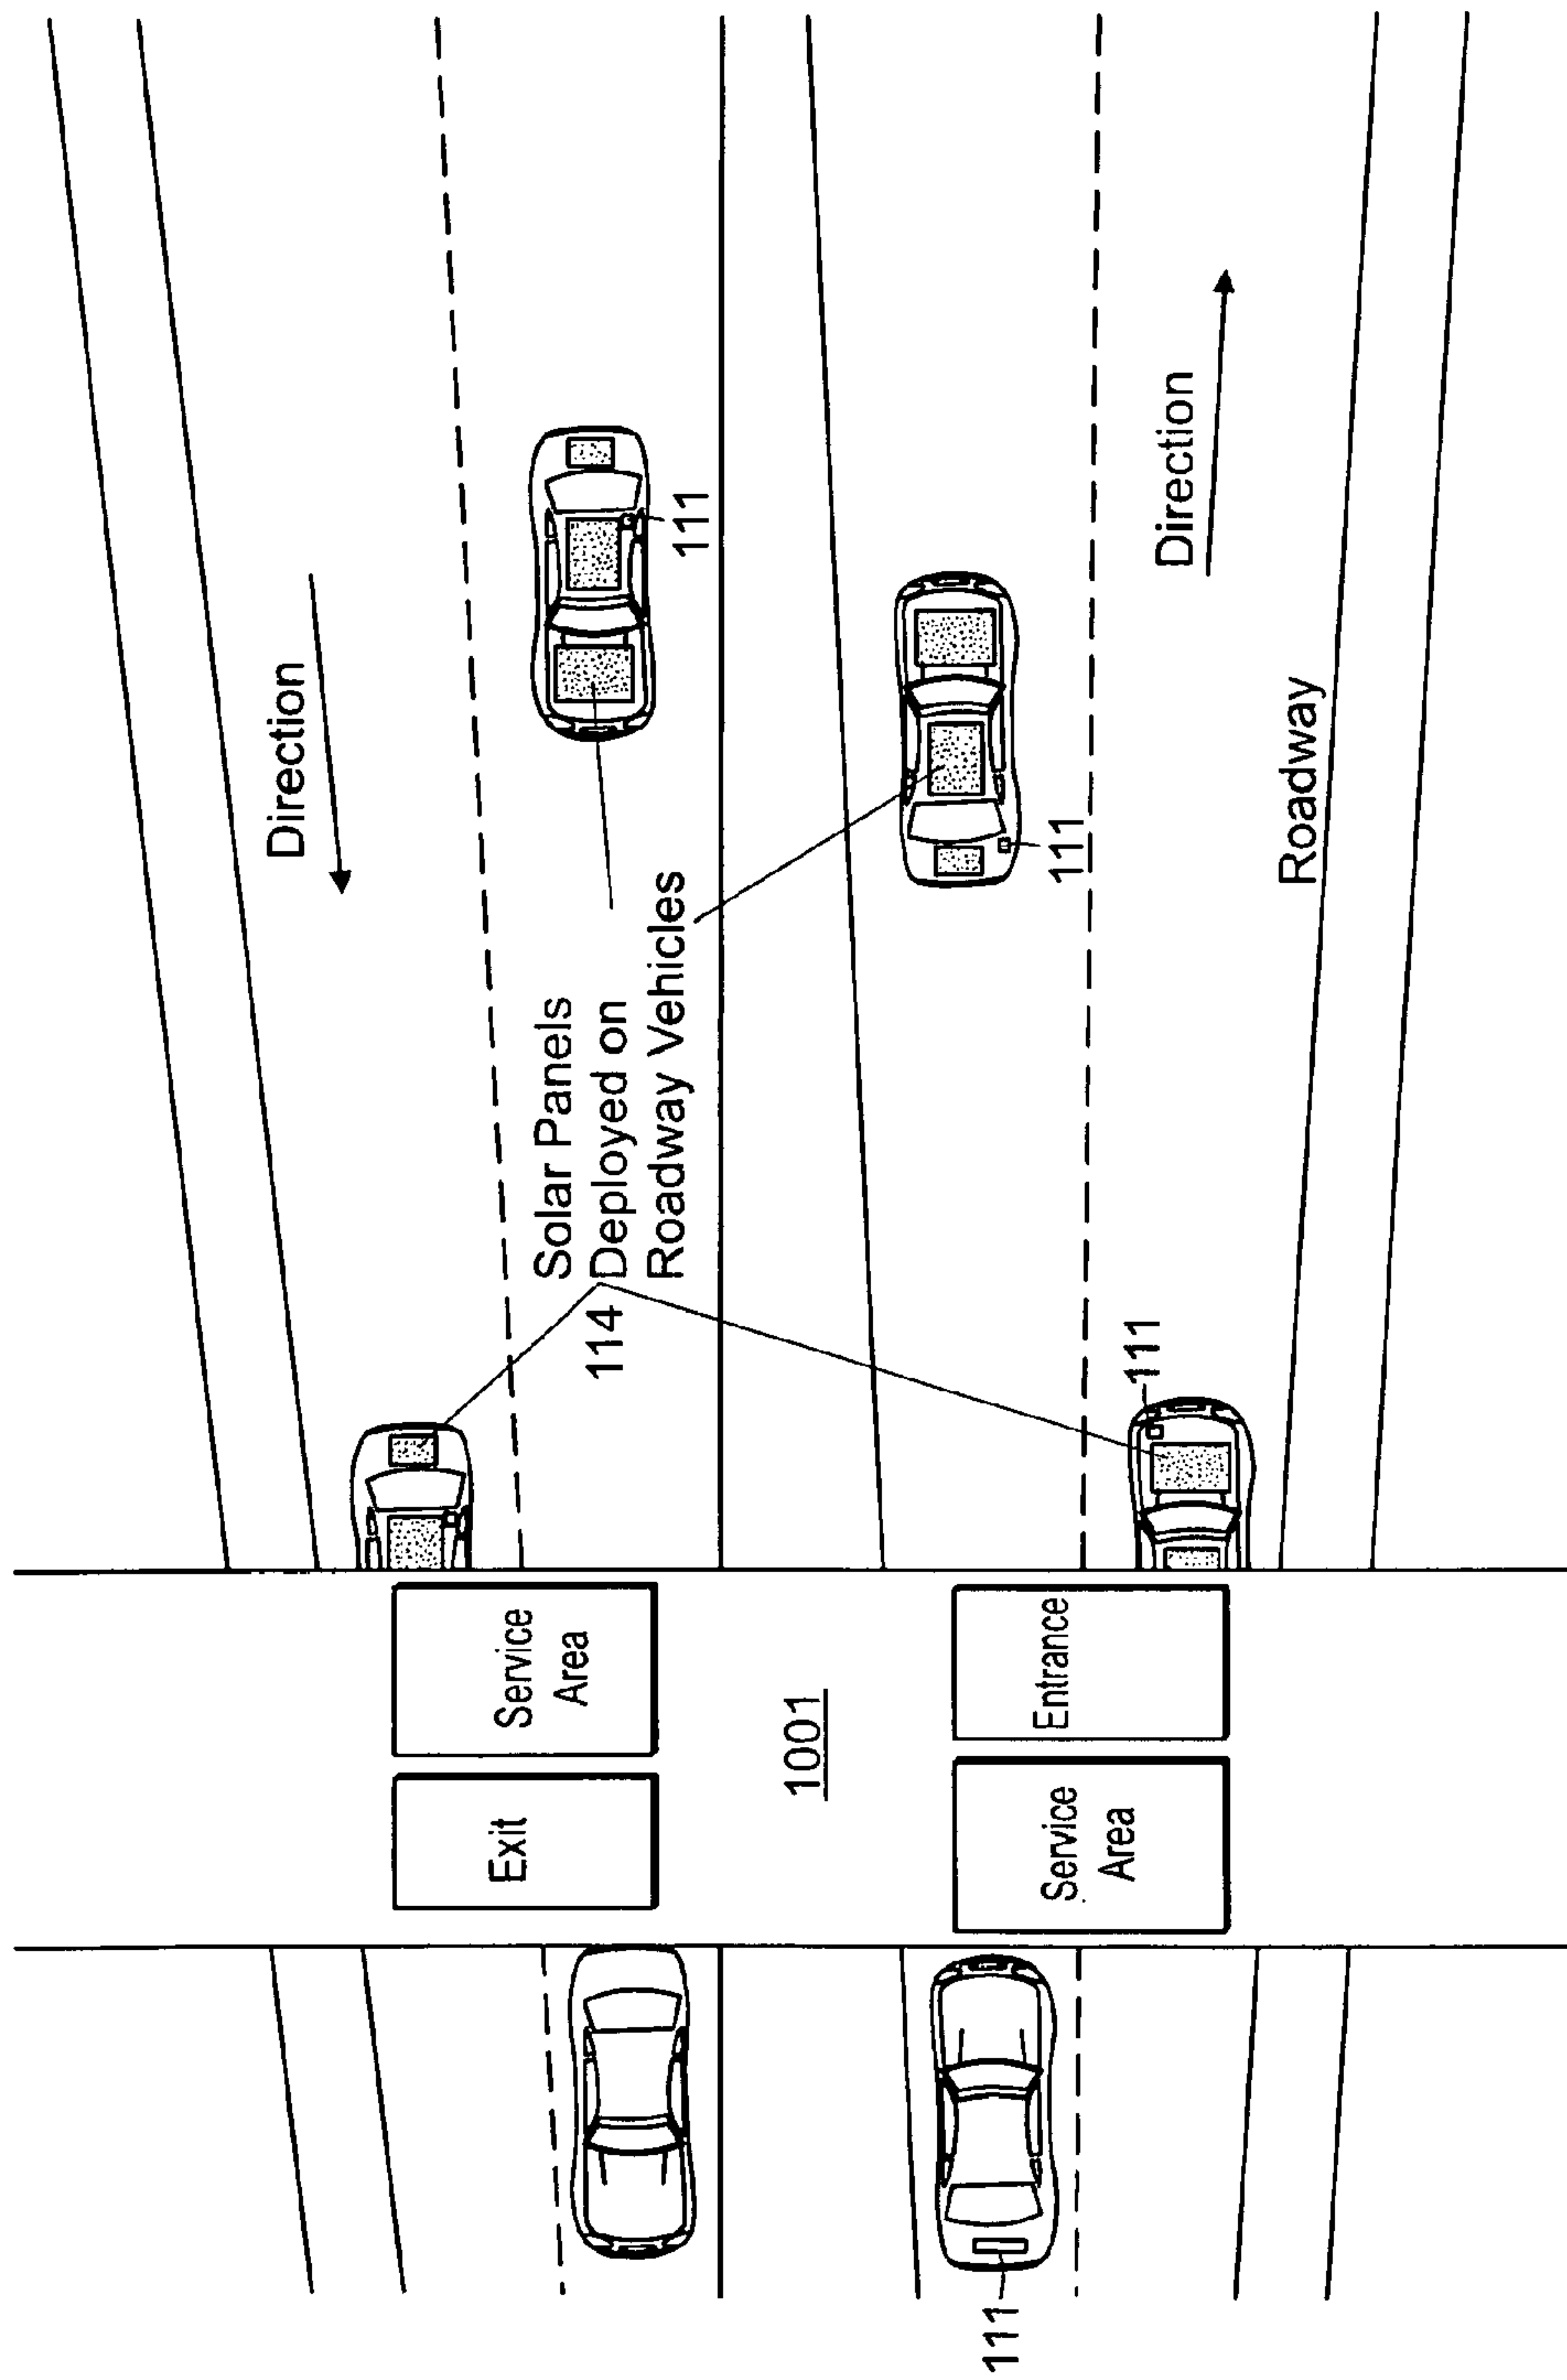 Direction
111
Solar Panels
114 Deployed on
Roadway Vehicles
111
Direction
Roadway
111
Exit
Service
Area
1001
Service
Area
Entrance
111